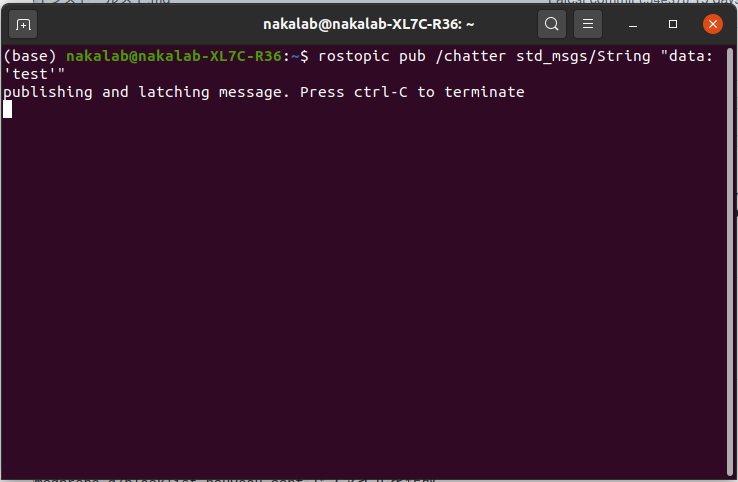 nakalab@nakalab-XL7C-R36: ~
(base) nakalab@nakalab-XL7C-R36:~$ rostopic pub /chatter std_msgs/String "data:
'test'"
publishing and latching message. Press ctrl-C to terminate